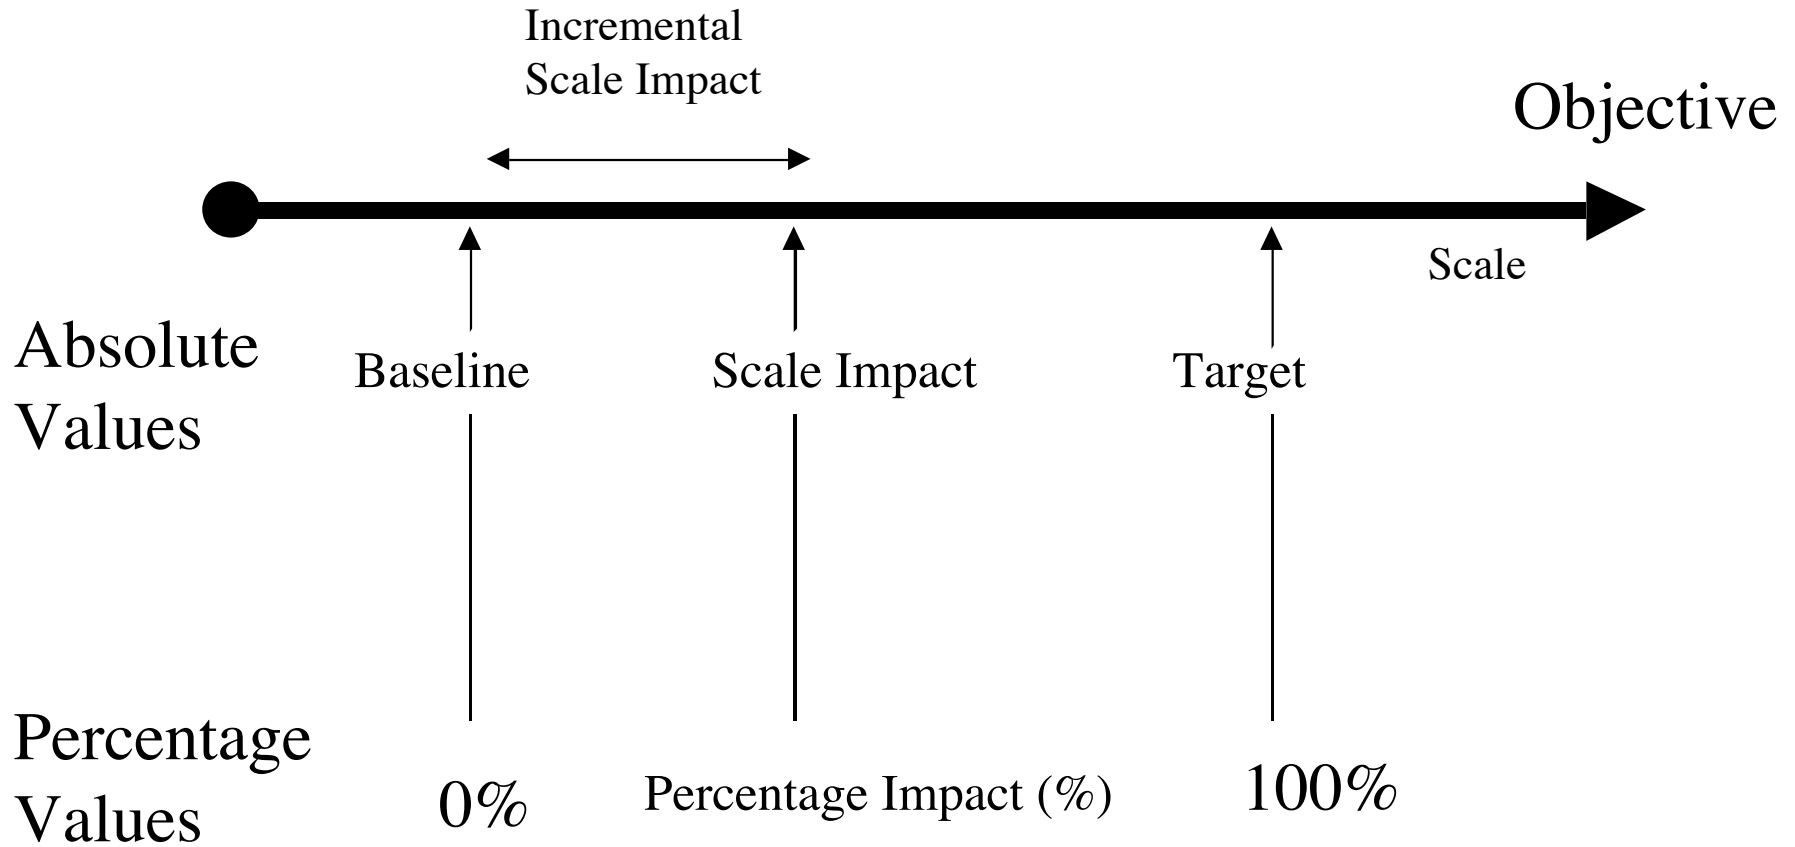 Incremental
Scale Impact
Objective
Scale
Absolute
Values
Baseline
Scale Impact
Target
Percentage
Values
0%
Percentage Impact (%)
100%